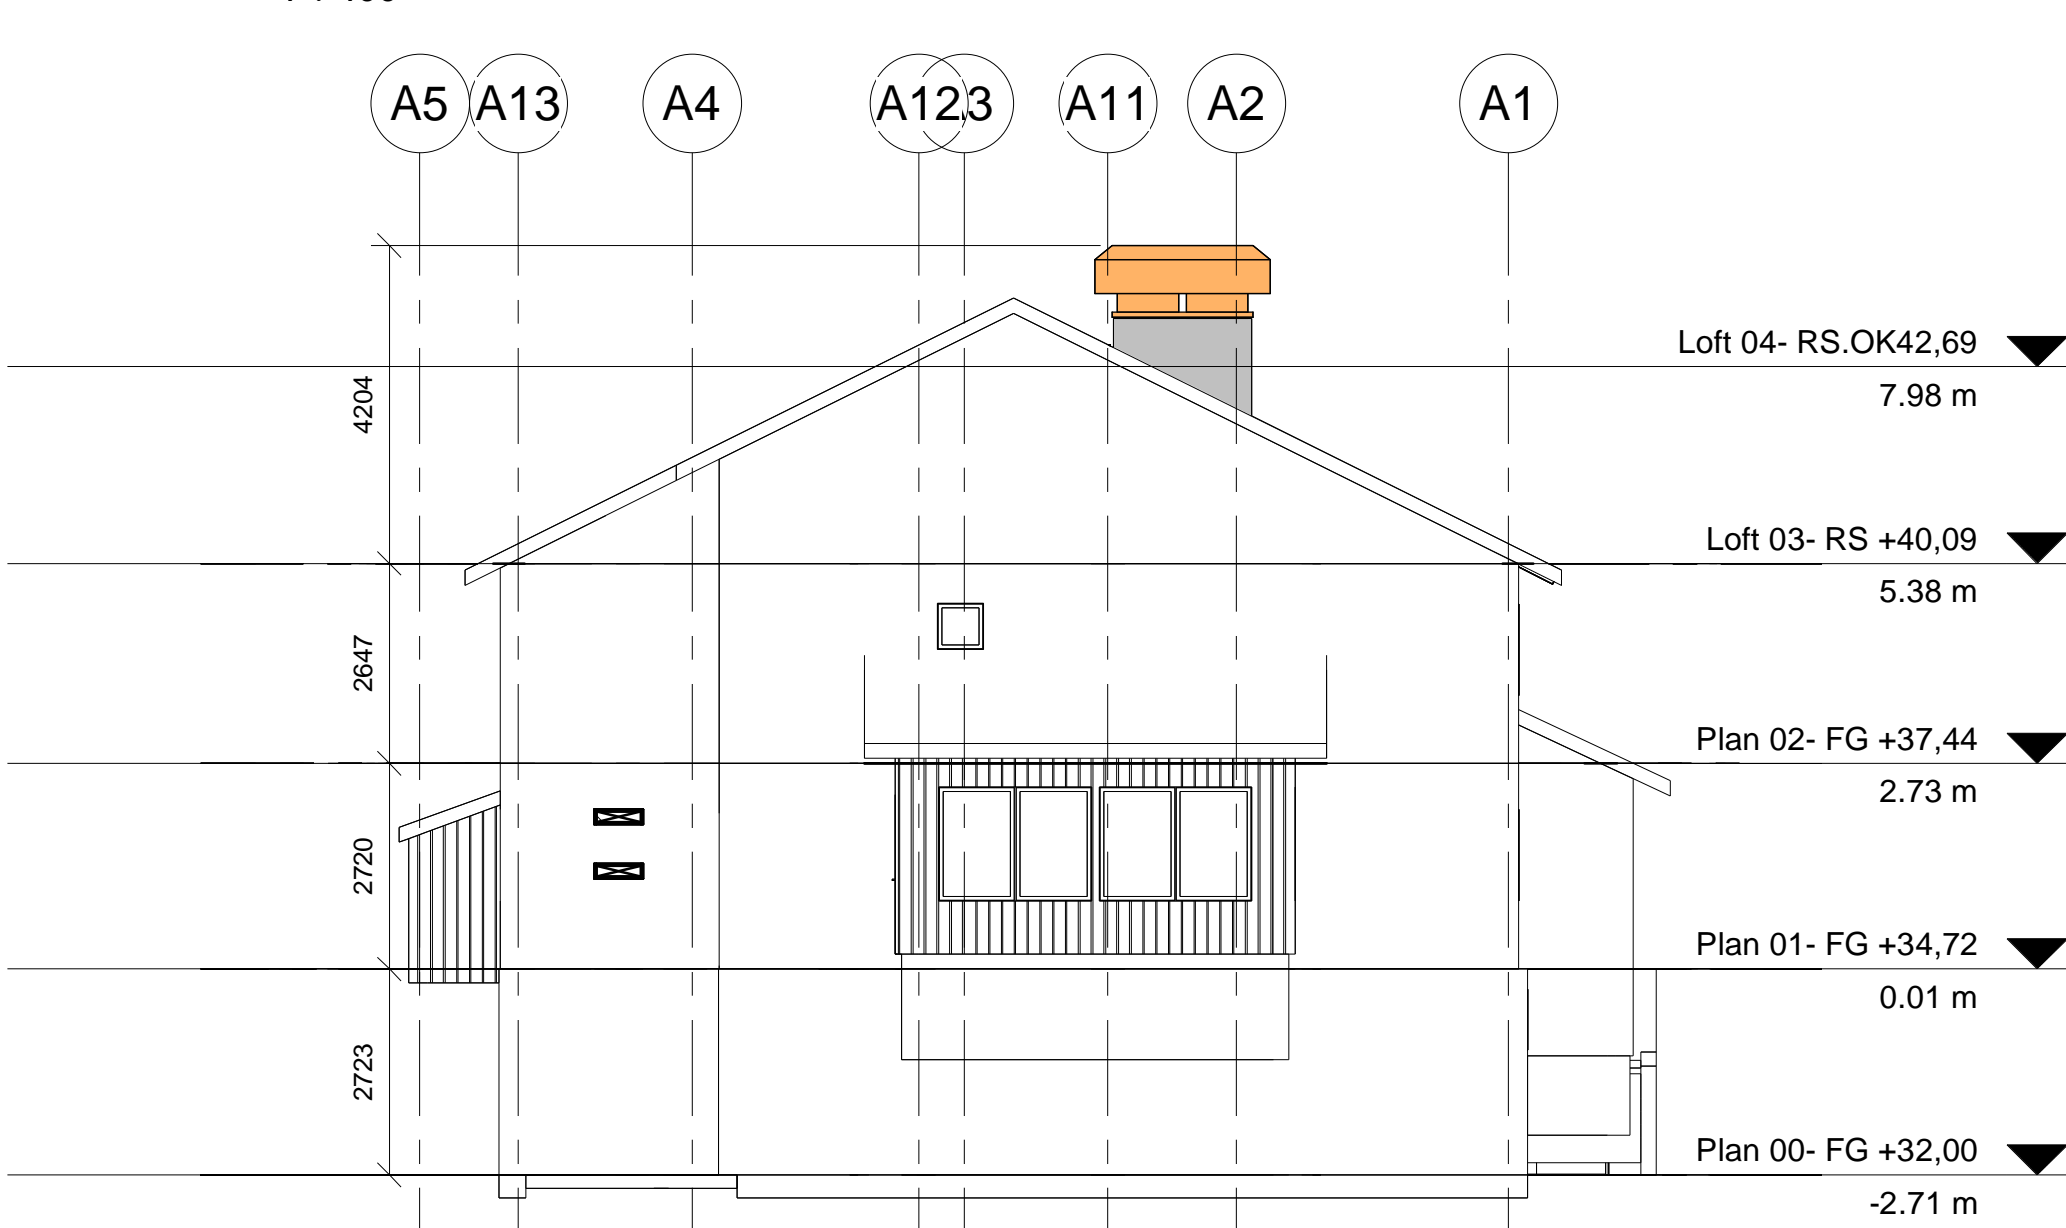 A5 A13 A4 A12 3 A11 A2 A1
Loft 04- RS.OK42,69
7.98 m
4204
Loft 03- RS +40,09
5.38 m
2647
Plan 02- FG +37,44
2.73 m
2720
Plan 01- FG +34,72
0.01 m
2723
Plan 00- FG +32,00
-2.71 m